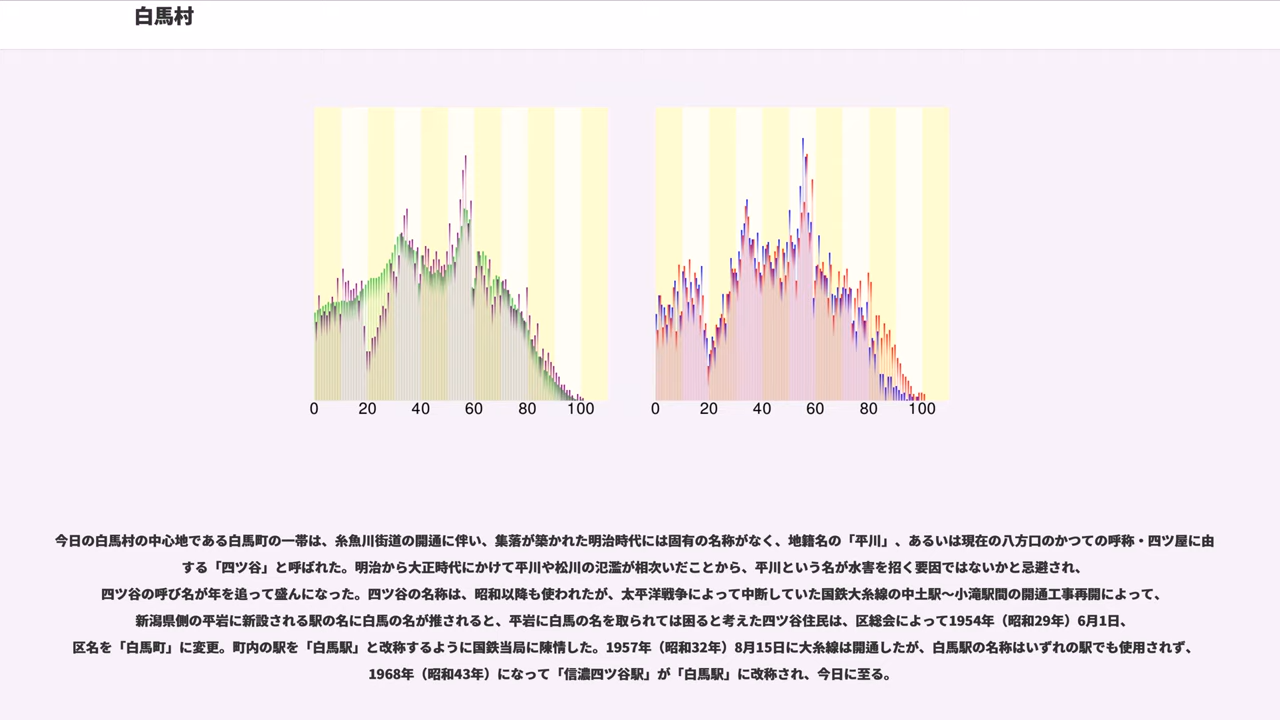 白馬村
0 20 40 60 80 100
0 20 40 60 80 100
今日の白馬村の中心地である白馬町の一帯は、糸魚川街道の開通に伴い、集落が築かれた明治時代には固有の名称がなく、地籍名の「平川」、あるいは現在の八方口のかつての呼称・四ツ屋に由
する「四ツ谷」と呼ばれた。明治から大正時代にかけて平川や松川の氾濫が相次いだことから、平川という名が水害を招く要因ではないかと忌避され、
四ツ谷の呼び名が年を追って盛んになった。四ツ谷の名称は、昭和以降も使われたが、太平洋戦争によって中断していた国鉄大糸線の中土駅〜小滝駅間の開通工事再開によって、
新潟県側の平岩に新設される駅の名に白馬の名が推されると、平岩に白馬の名を取られては困ると考えた四ツ谷住民は、区総会によって1954年（昭和29年）6月1日、
区名を「白馬町」に変更。町内の駅を「白馬駅」と改称するように国鉄当局に陳情した。1957年（昭和32年）8月15日に大糸線は開通したが、白馬駅の名称はいずれの駅でも使用されず、
1968年（昭和43年）になって「信濃四ツ谷駅」が「白馬駅」に改称され、今日に至る。